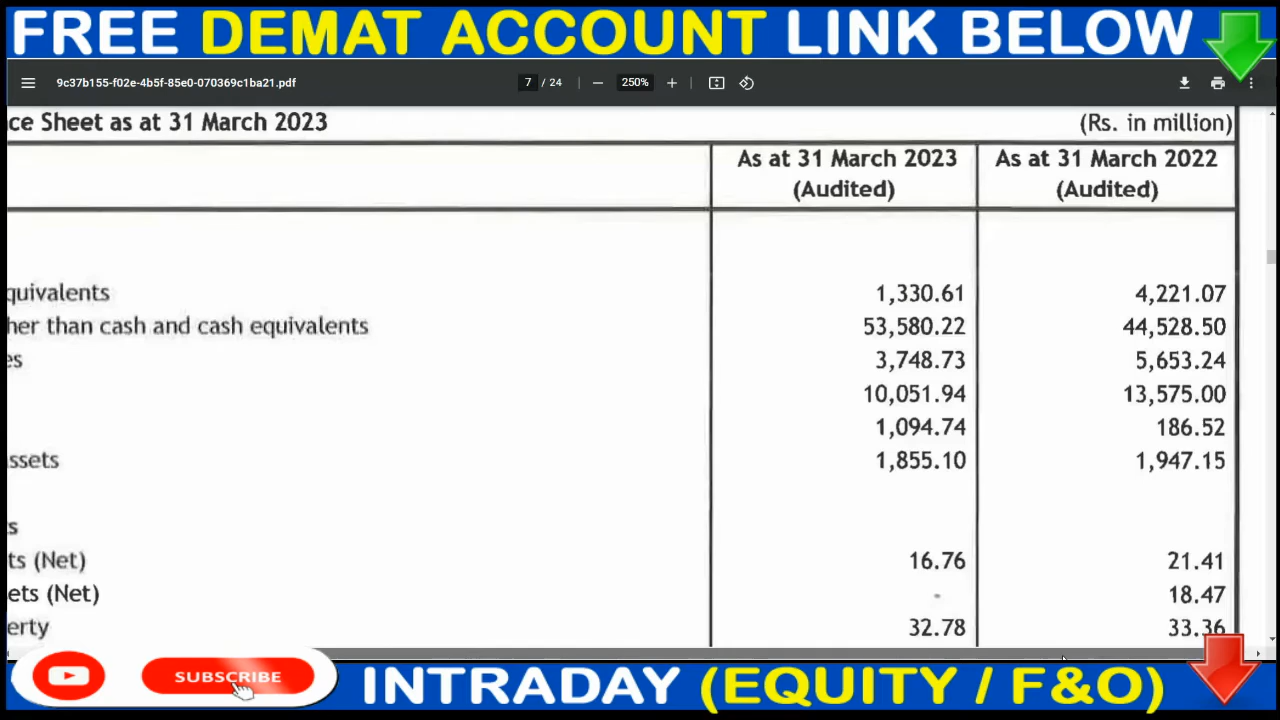 FREE DEMAT ACCOUNT LINK BELOW
9c37b155-f02e-4b5f-85e0-070369c1ba21.pdf 7 / 24 250%
ce Sheet as at 31 March 2023 (Rs. in million)
As at 31 March 2023 As at 31 March 2022
(Audited) (Audited)
quivalents 1,330.61 4,221.07
her than cash and cash equivalents 53,580.22 44,528.50
es 3,748.73 5,653.24
10,051.94 13,575.00
1,094.74 186.52
ssets 1,855.10 1,947.15
s
ts (Net) 16.76 21.41
ets (Net) - 18.47
erty 32.78 33.36
SUBSCRIBE
INTRADAY (EQUITY / F&O)